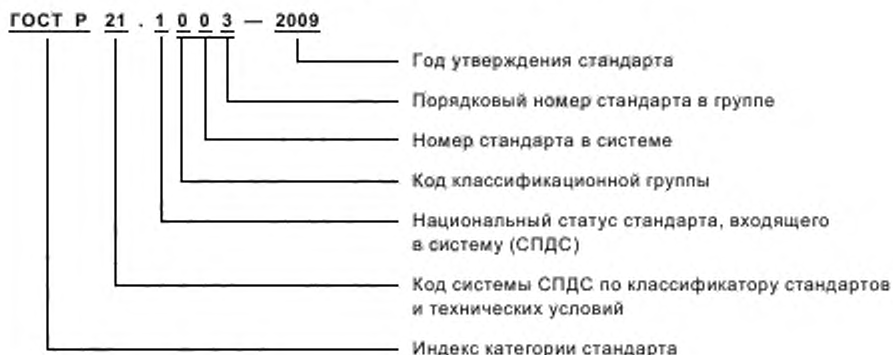 ГОСТ Р 21.1003 — 2009
Год утверждения стандарта
Порядковый номер стандарта в группе
Номер стандарта в системе
Код классификационной группы
Национальный статус стандарта, входящего
в систему (СПДС)
Код системы СПДС по классификатору стандартов
и технических условий
Индекс категории стандарта